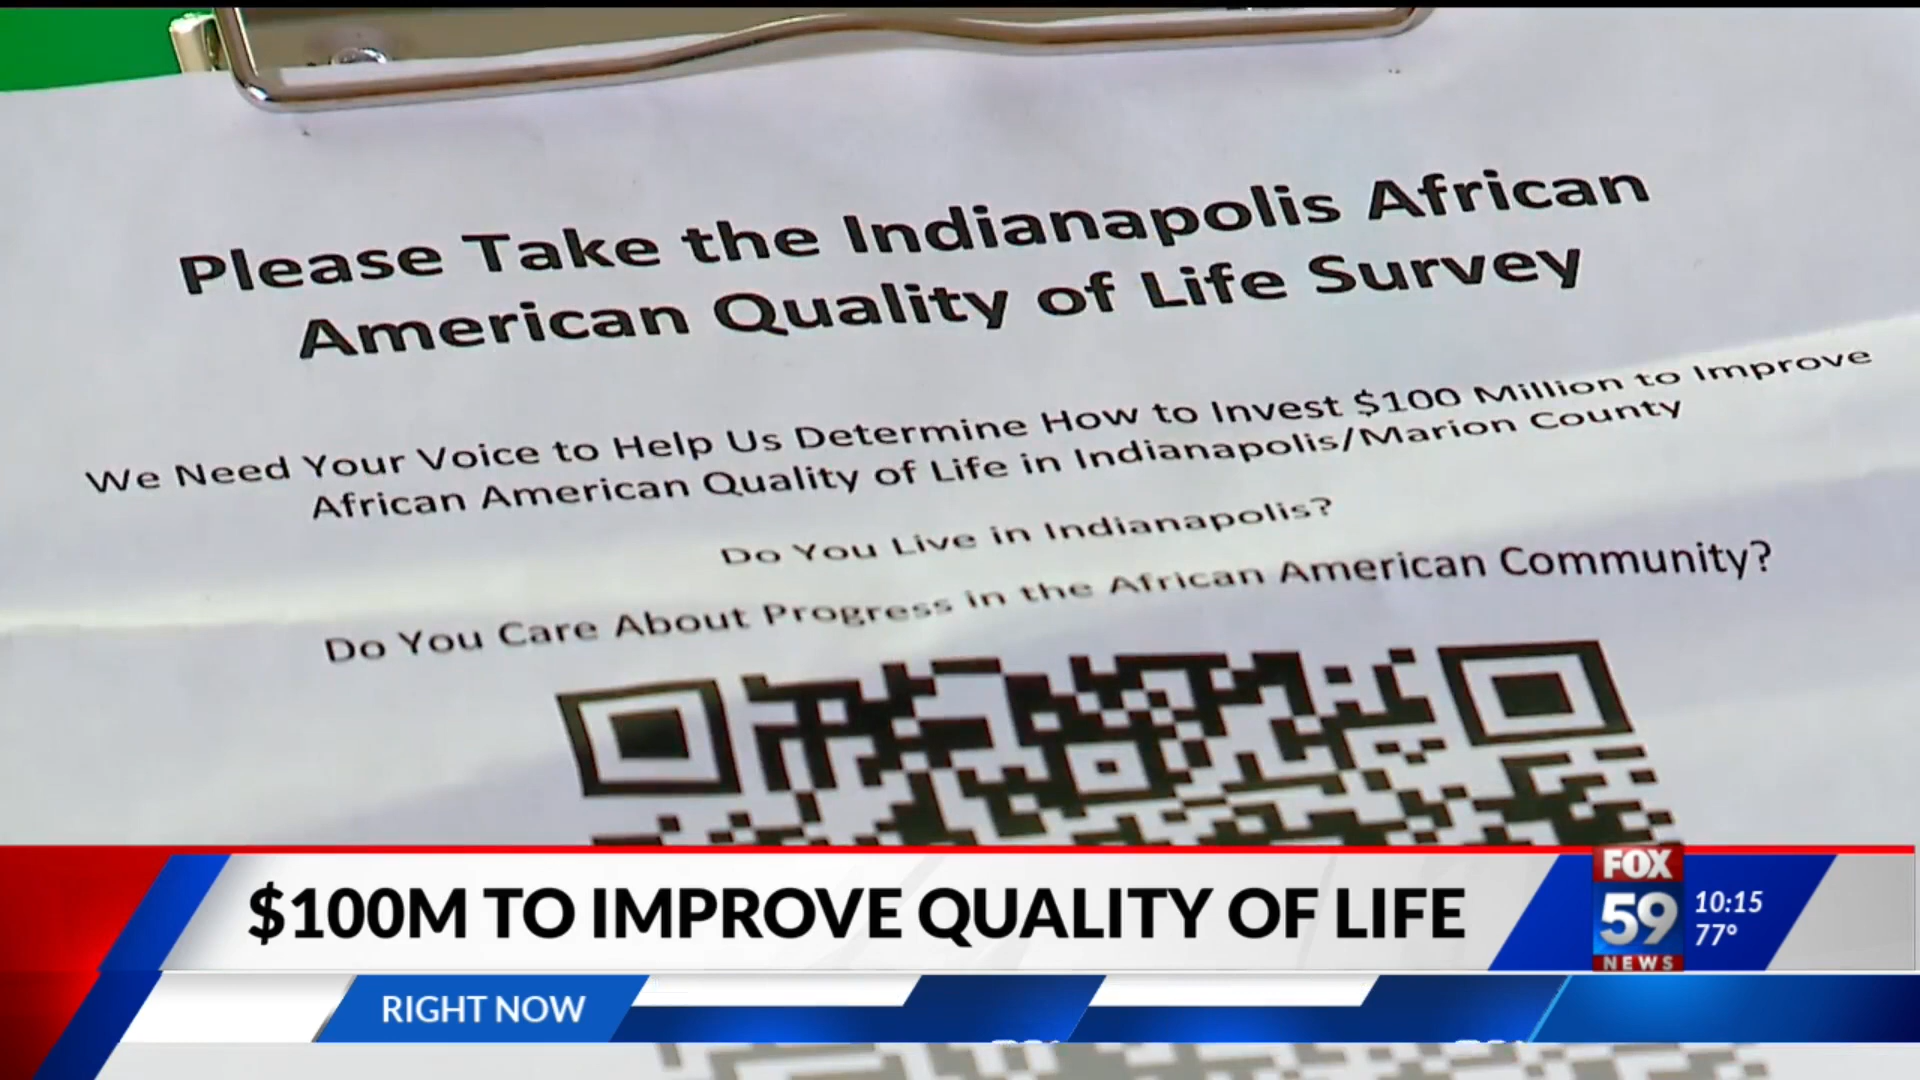 Please Take the Indianapolis African
American Quality of Life Survey
We Need Your Voice to Help Us Determine How to Invest $100 Million to Improve
African American Quality of Life in Indianapolis/Marion County
Do You Live in Indianapolis?
Do You Care About Progress in the African American Community?
$100M TO IMPROVE QUALITY OF LIFE
FOX
59
NEWS
10:15
77°
RIGHT NOW